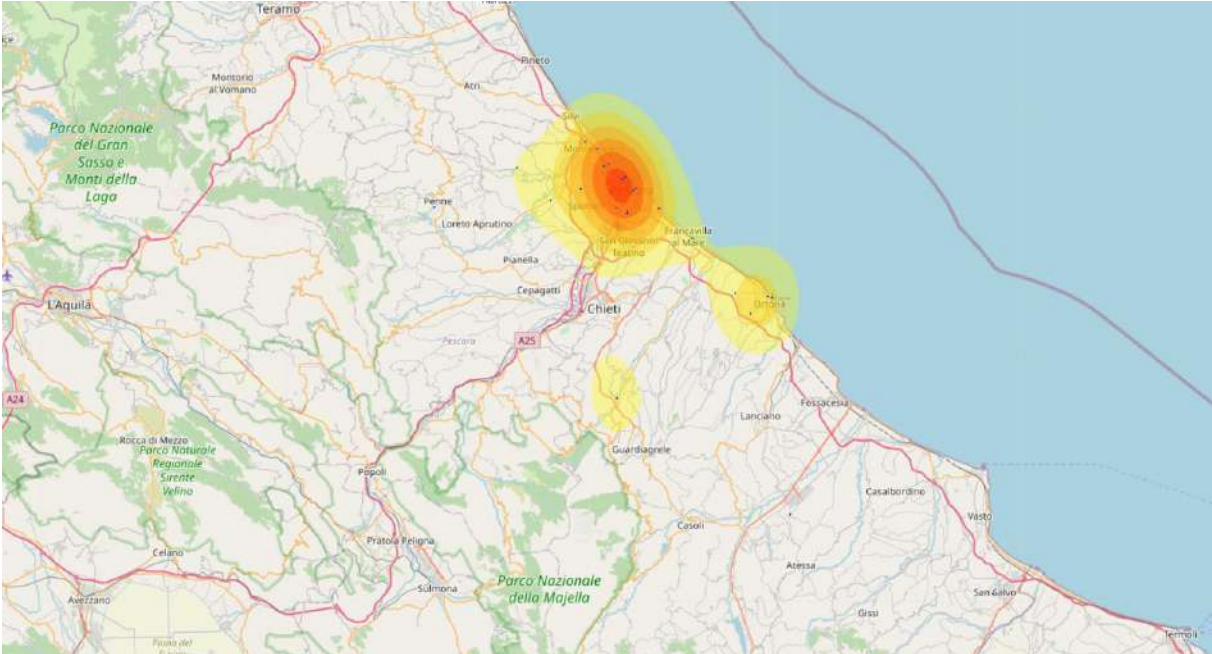 Teramo
Pineto
Montorio
al Vomano
Atri
Parco Nazionale
del Gran
Sasso e
Monti della
Laga
Silvi
Penne
Loreto Aprutino
Francavilla
al Mare
San Giovanni
Teatino
Pianella
Cepagatti
L'Aquila
Chieti
Ortona
A25
Pescara
A24
Fossacesia
Lanciano
Rocca di Mezzo
Parco Naturale
Regionale
Sirente
Velino
Guardiagrele
Popoli
Casalbordino
Vasto
Casoli
Pratola Peligna
Celano
Atessa
Sulmona
Parco Nazionale
della Majella
San Salvo
Avezzano
Gissi
Termoli